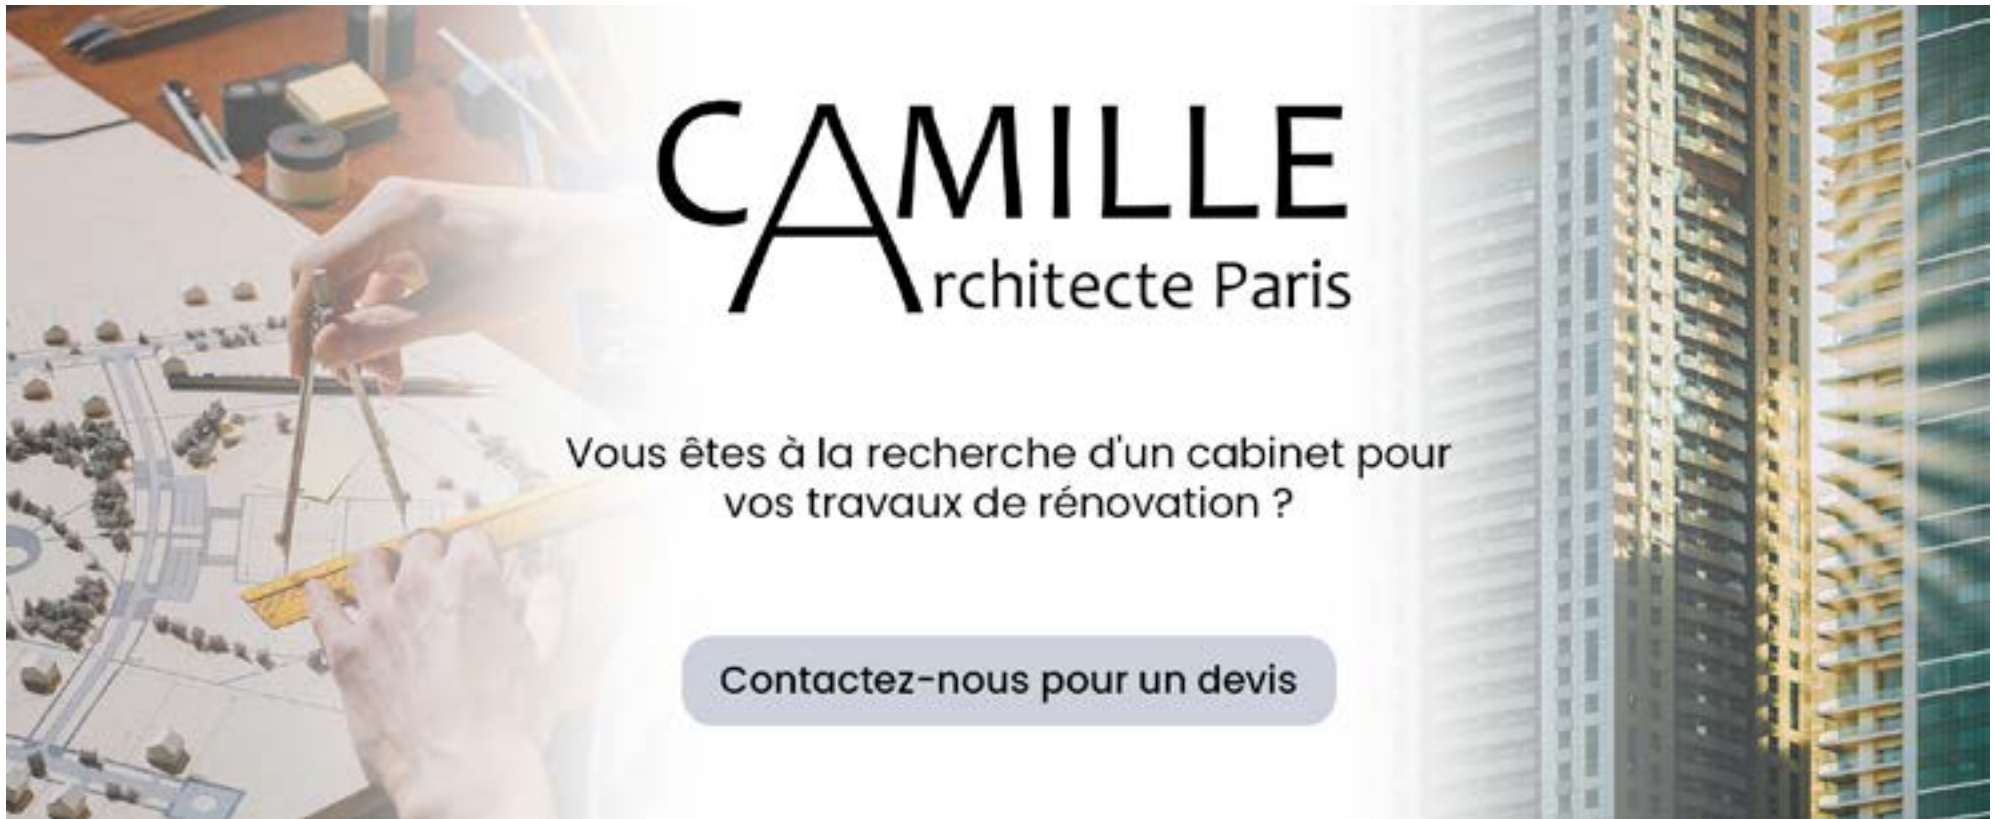 CAMILLE
Architecte Paris
Vous êtes à la recherche d'un cabinet pour
vos travaux de rénovation ?
Contactez-nous pour un devis